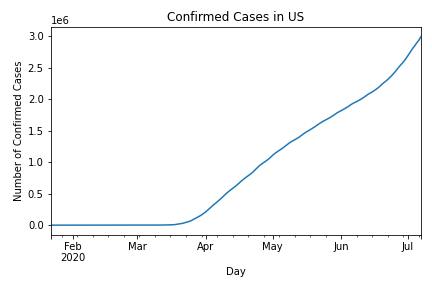 Confirmed Cases in US
1e6
3.0
2.5
2.0
1.5
1.0
0.5
0.0
Number of Confirmed Cases
Feb Mar Apr May Jun Jul
2020
Day